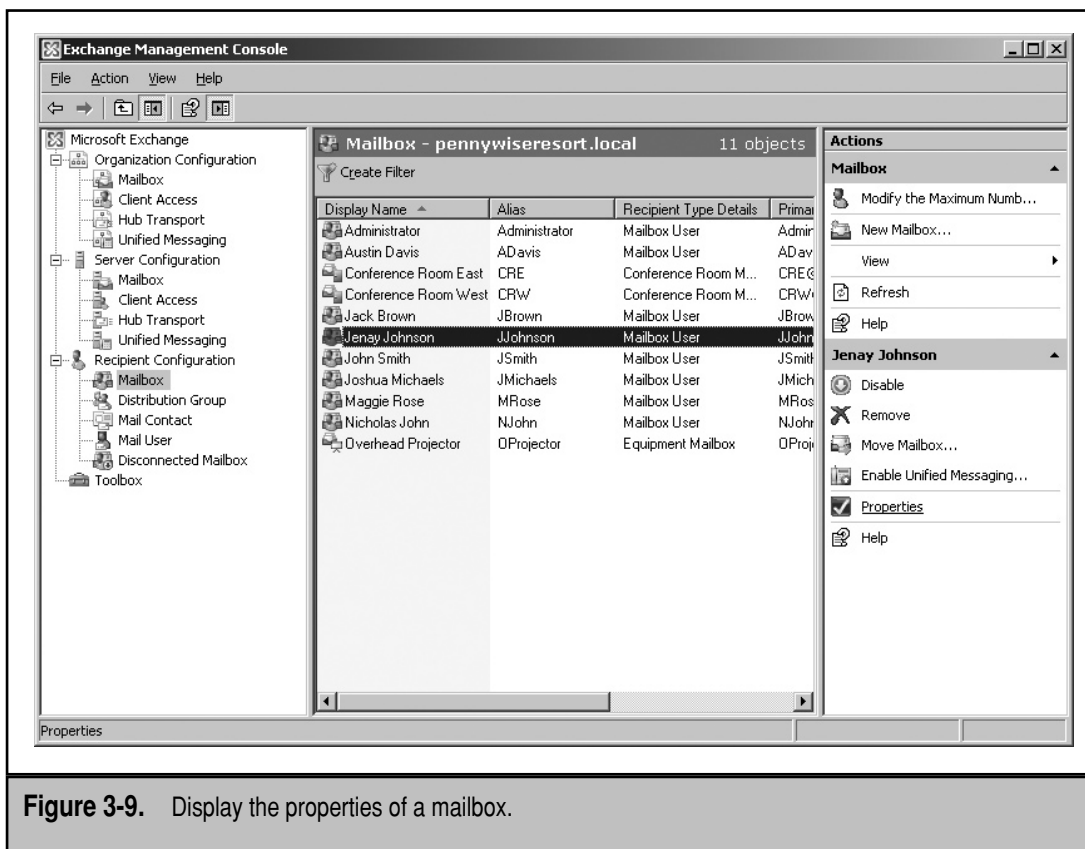 Exchange Management Console
File Action View Help
Microsoft Exchange
Organization Configuration
Mailbox
Client Access
Hub Transport
Unified Messaging
Server Configuration
Mailbox
Client Access
Hub Transport
Unified Messaging
Recipient Configuration
Mailbox
Distribution Group
Mail Contact
Mail User
Disconnected Mailbox
Toolbox
Mailbox - pennywiseresort.local 11 objects
Create Filter
Display Name Alias Recipient Type Details Primar
Administrator Administrator Mailbox User Admin
Austin Davis ADavis Mailbox User ADav
Conference Room East CRE Conference Room M... CRE@
Conference Room West CRW Conference Room M... CRW
Jack Brown JBrown Mailbox User JBrow
Jenay Johnson JJohnson Mailbox User JJohn
John Smith JSmith Mailbox User JSmit
Joshua Michaels JMichaels Mailbox User JMich
Maggie Rose MRose Mailbox User MRos
Nicholas John NJohn Mailbox User NJohn
Overhead Projector OProjector Equipment Mailbox OProj
Actions
Mailbox
Modify the Maximum Numb...
New Mailbox...
View
Refresh
Help
Jenay Johnson
Disable
Remove
Move Mailbox...
Enable Unified Messaging...
Properties
Help
Properties
Figure 3-9. Display the properties of a mailbox.